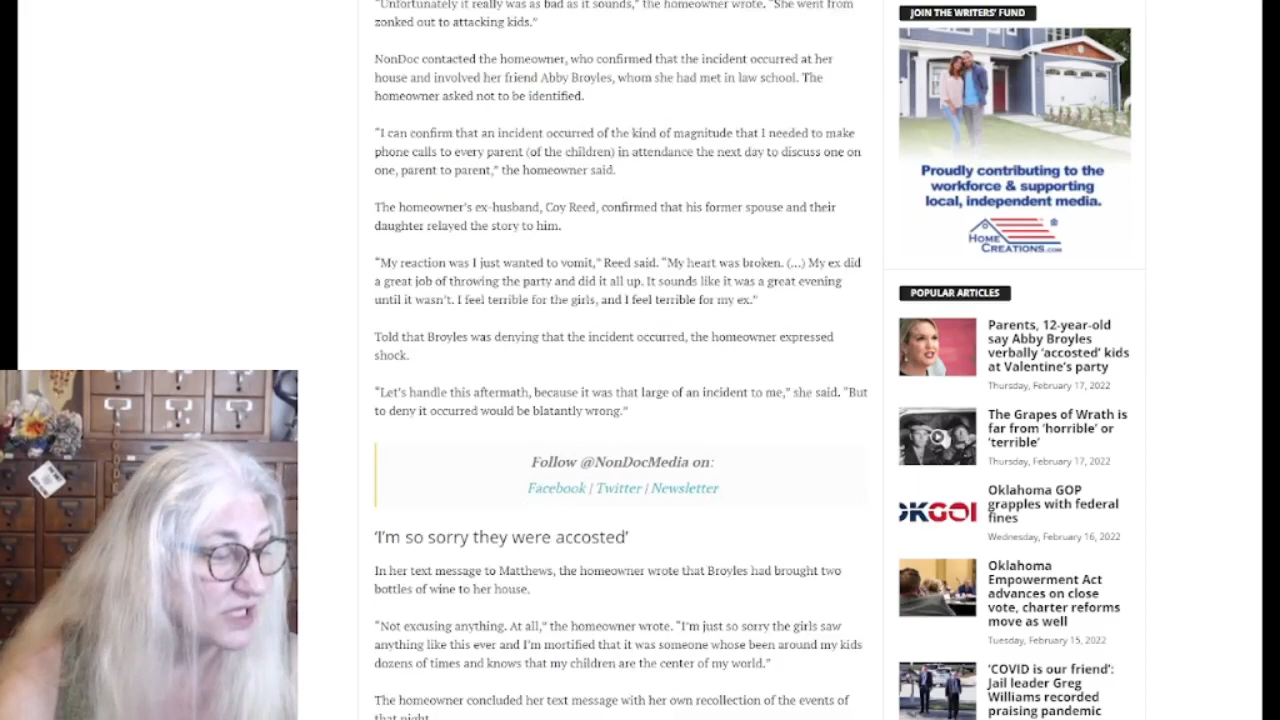 "Unfortunately it really was as bad as it sounds," the homeowner wrote. "She went from
zonked out to attacking kids."
NonDoc contacted the homeowner, who confirmed that the incident occurred at her
house and involved her friend Abby Broyles, whom she had met in law school. The
homeowner asked not to be identified.
"I can confirm that an incident occurred of the kind of magnitude that I needed to make
phone calls to every parent (of the children) in attendance the next day to discuss one on
one, parent to parent," the homeowner said.
The homeowner's ex-husband, Coy Reed, confirmed that his former spouse and their
daughter relayed the story to him.
"My reaction was I just wanted to vomit," Reed said. "My heart was broken. (...) My ex did
a great job of throwing the party and did it all up. It sounds like it was a great evening
until it wasn't. I feel terrible for the girls, and I feel terrible for my ex."
Told that Broyles was denying that the incident occurred, the homeowner expressed
shock.
"Let's handle this aftermath, because it was that large of an incident to me," she said. "But
to deny it occurred would be blatantly wrong."
Follow @NonDocMedia on:
Facebook | Twitter | Newsletter
'I'm so sorry they were accosted'
In her text message to Matthews, the homeowner wrote that Broyles had brought two
bottles of wine to her house.
"Not excusing anything. At all," the homeowner wrote. "I'm just so sorry the girls saw
anything like this ever and I'm mortified that it was someone whose been around my kids
dozens of times and knows that my children are the center of my world."
The homeowner concluded her text message with her own recollection of the events of
that night.
JOIN THE WRITERS' FUND
Proudly contributing to the
workforce & supporting
local, independent media.
HOME
CREATIONS.COM
POPULAR ARTICLES
Parents, 12-year-old
say Abby Broyles
verbally 'accosted' kids
at Valentine's party
Thursday, February 17, 2022
The Grapes of Wrath is
far from 'horrible' or
'terrible'
Thursday, February 17, 2022
OKGOP
Oklahoma GOP
grapples with federal
fines
Wednesday, February 16, 2022
Oklahoma
Empowerment Act
advances on close
vote, charter reforms
move as well
Tuesday, February 15, 2022
'COVID is our friend':
Jail leader Greg
Williams recorded
praising pandemic